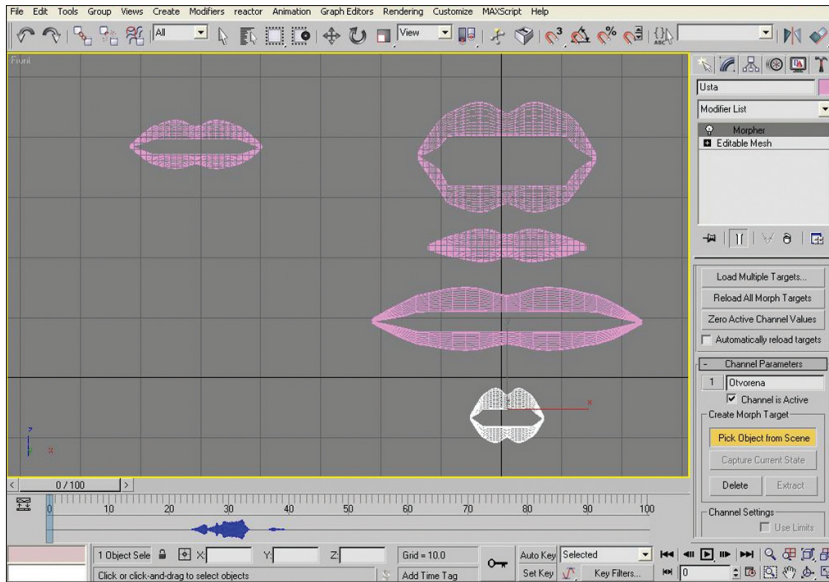 File Edit Tools Group Views Create Modifiers reactor Animation Graph Editors Rendering Customize MAXScript Help
All View 3 % ABC
Front
Usta
Modifier List
Morpher
Editable Mesh
Load Multiple Targets...
Reload All Morph Targets
Zero Active Channel Values
Automatically reload targets
- Channel Parameters
1 Otvorena
Channel is Active
Create Morph Target
Pick Object from Scene
Capture Current State
Delete Extract
Channel Settings
Use Limits
z
x
x
< 0 / 100 >
0 10 20 30 40 50 60 70 80 90 100
1 Object Sele X: Y: Z: Grid = 10.0 Auto Key Selected
Click or click-and-drag to select objects Add Time Tag Set Key Key Filters... 0